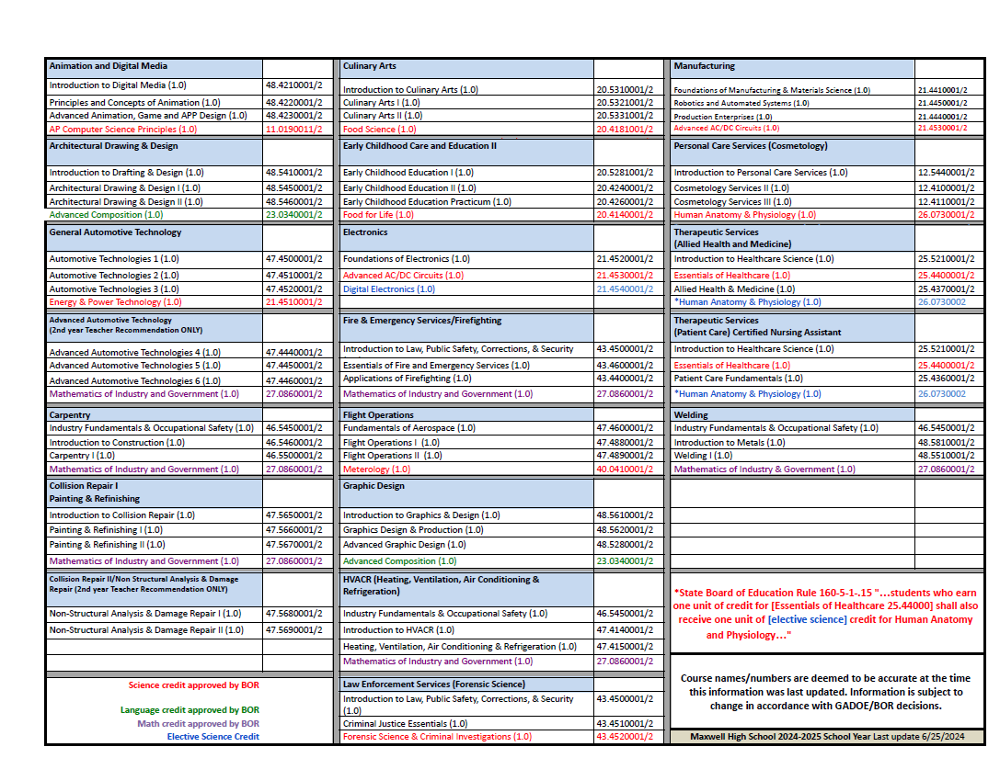 Animation and Digital Media
Introduction to Digital Media (1.0) 48.4210001/2
Principles and Concepts of Animation (1.0) 48.4220001/2
Advanced Animation, Game and APP Design (1.0) 48.4230001/2
AP Computer Science Principles (1.0) 11.0190011/2
Architectural Drawing & Design
Introduction to Drafting & Design (1.0) 48.5410001/2
Architectural Drawing & Design I (1.0) 48.5450001/2
Architectural Drawing & Design II (1.0) 48.5460001/2
Advanced Composition (1.0) 23.0340001/2
General Automotive Technology
Automotive Technologies 1 (1.0) 47.4500001/2
Automotive Technologies 2 (1.0) 47.4510001/2
Automotive Technologies 3 (1.0) 47.4520001/2
Energy & Power Technology (1.0) 21.4510001/2
Advanced Automotive Technology
(2nd year Teacher Recommendation ONLY)
Advanced Automotive Technologies 4 (1.0) 47.4440001/2
Advanced Automotive Technologies 5 (1.0) 47.4450001/2
Advanced Automotive Technologies 6 (1.0) 47.4460001/2
Mathematics of Industry and Government (1.0) 27.0860001/2
Carpentry
Industry Fundamentals & Occupational Safety (1.0) 46.5450001/2
Introduction to Construction (1.0) 46.5460001/2
Carpentry I (1.0) 46.5500001/2
Mathematics of Industry and Government (1.0) 27.0860001/2
Collision Repair I
Painting & Refinishing
Introduction to Collision Repair (1.0) 47.5650001/2
Painting & Refinishing I (1.0) 47.5660001/2
Painting & Refinishing II (1.0) 47.5670001/2
Mathematics of Industry and Government (1.0) 27.0860001/2
Collision Repair II/Non Structural Analysis & Damage
Repair (2nd year Teacher Recommendation ONLY)
Non-Structural Analysis & Damage Repair I (1.0) 47.5680001/2
Non-Structural Analysis & Damage Repair II (1.0) 47.5690001/2
Science credit approved by BOR
Language credit approved by BOR
Math credit approved by BOR
Elective Science Credit
Culinary Arts
Introduction to Culinary Arts (1.0) 20.5310001/2
Culinary Arts I (1.0) 20.5321001/2
Culinary Arts II (1.0) 20.5331001/2
Food Science (1.0) 20.4181001/2
Early Childhood Care and Education II
Early Childhood Education I (1.0) 20.5281001/2
Early Childhood Education II (1.0) 20.4240001/2
Early Childhood Education Practicum (1.0) 20.4260001/2
Food for Life (1.0) 20.4140001/2
Electronics
Foundations of Electronics (1.0) 21.4520001/2
Advanced AC/DC Circuits (1.0) 21.4530001/2
Digital Electronics (1.0) 21.4540001/2
Fire & Emergency Services/Firefighting
Introduction to Law, Public Safety, Corrections, & Security 43.4500001/2
Essentials of Fire and Emergency Services (1.0) 43.4600001/2
Applications of Firefighting (1.0) 43.4400001/2
Mathematics of Industry and Government (1.0) 27.0860001/2
Flight Operations
Fundamentals of Aerospace (1.0) 47.4600001/2
Flight Operations I (1.0) 47.4880001/2
Flight Operations II (1.0) 47.4890001/2
Meterology (1.0) 40.0410001/2
Graphic Design
Introduction to Graphics & Design (1.0) 48.5610001/2
Graphics Design & Production (1.0) 48.5620001/2
Advanced Graphic Design (1.0) 48.5280001/2
Advanced Composition (1.0) 23.0340001/2
HVACR (Heating, Ventilation, Air Conditioning &
Refrigeration)
Industry Fundamentals & Occupational Safety (1.0) 46.5450001/2
Introduction to HVACR (1.0) 47.4140001/2
Heating, Ventilation, Air Conditioning & Refrigeration (1.0) 47.4150001/2
Mathematics of Industry and Government (1.0) 27.0860001/2
Law Enforcement Services (Forensic Science)
Introduction to Law, Public Safety, Corrections, & Security
(1.0) 43.4500001/2
Criminal Justice Essentials (1.0) 43.4510001/2
Forensic Science & Criminal Investigations (1.0) 43.4520001/2
Manufacturing
Foundations of Manufacturing & Materials Science (1.0) 21.4410001/2
Robotics and Automated Systems (1.0) 21.4450001/2
Production Enterprises (1.0) 21.4440001/2
Advanced AC/DC Circuits (1.0) 21.4530001/2
Personal Care Services (Cosmetology)
Introduction to Personal Care Services (1.0) 12.5440001/2
Cosmetology Services II (1.0) 12.4100001/2
Cosmetology Services III (1.0) 12.4110001/2
Human Anatomy & Physiology (1.0) 26.0730001/2
Therapeutic Services
(Allied Health and Medicine)
Introduction to Healthcare Science (1.0) 25.5210001/2
Essentials of Healthcare (1.0) 25.4400001/2
Allied Health & Medicine (1.0) 25.4370001/2
*Human Anatomy & Physiology (1.0) 26.0730002
Therapeutic Services
(Patient Care) Certified Nursing Assistant
Introduction to Healthcare Science (1.0) 25.5210001/2
Essentials of Healthcare (1.0) 25.4400001/2
Patient Care Fundamentals (1.0) 25.4360001/2
*Human Anatomy & Physiology (1.0) 26.0730002
Welding
Industry Fundamentals & Occupational Safety (1.0) 46.5450001/2
Introduction to Metals (1.0) 48.5810001/2
Welding I (1.0) 48.5510001/2
Mathematics of Industry & Government (1.0) 27.0860001/2
*State Board of Education Rule 160-5-1-.15 "...students who earn
one unit of credit for [Essentials of Healthcare 25.44000] shall also
receive one unit of [elective science] credit for Human Anatomy
and Physiology..."
Course names/numbers are deemed to be accurate at the time
this information was last updated. Information is subject to
change in accordance with GADOE/BOR decisions.
Maxwell High School 2024-2025 School Year Last update 6/25/2024